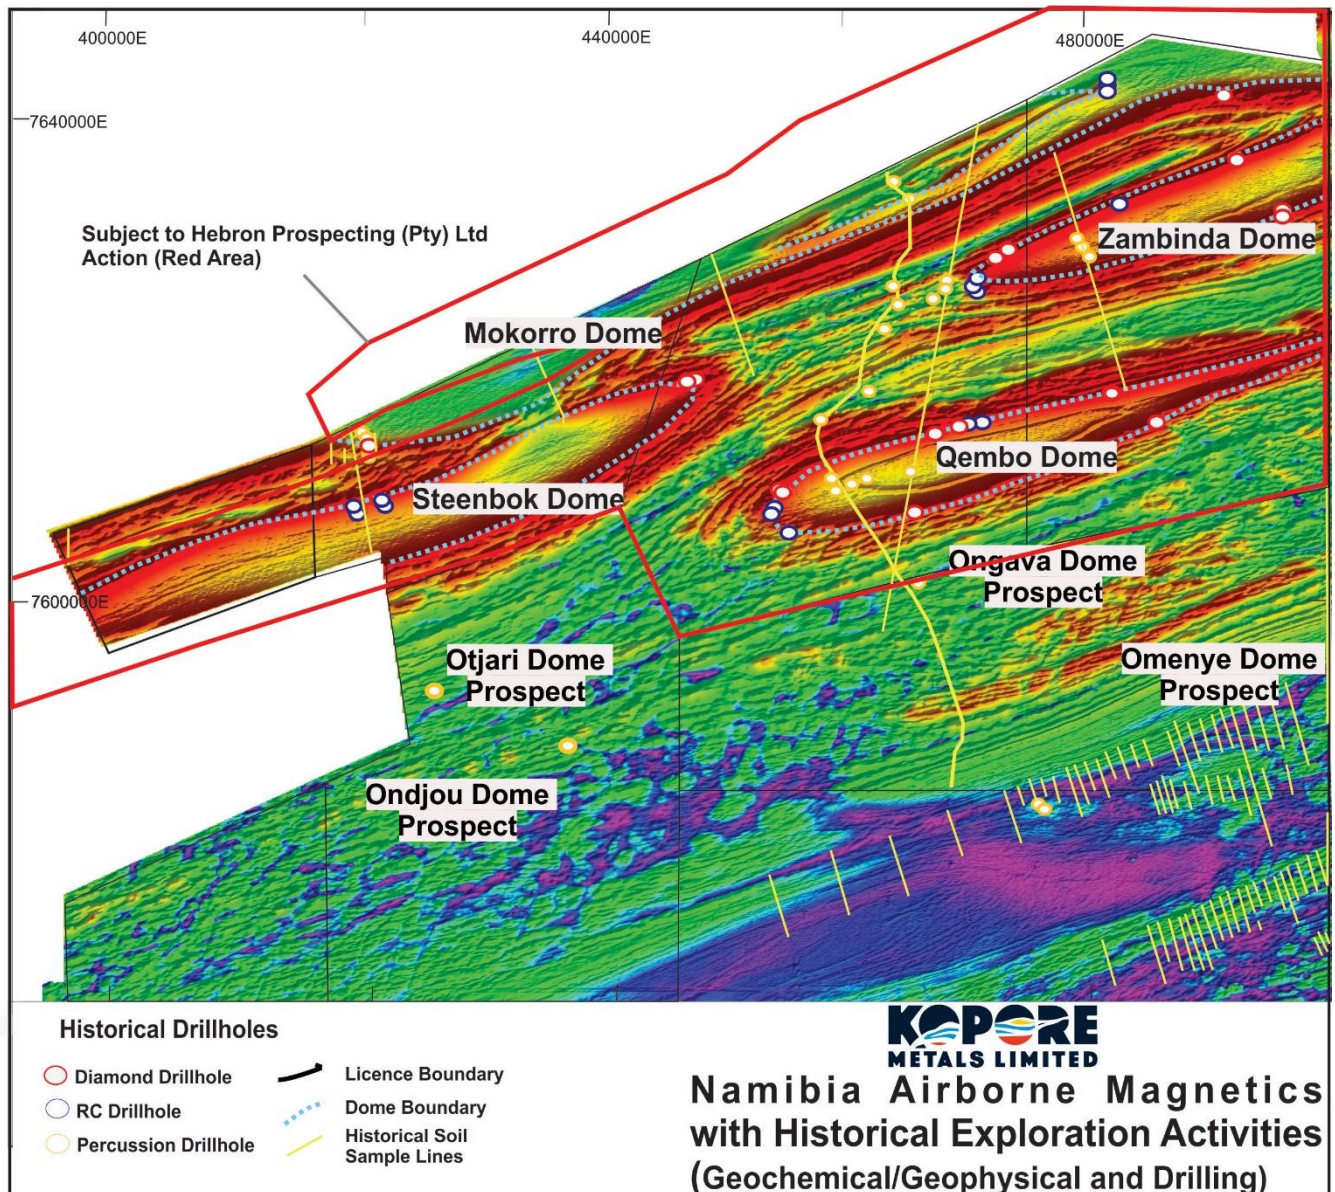 400000E
440000E
480000E
7640000E
Subject to Hebron Prospecting (Pty) Ltd
Action (Red Area)
Zambinda Dome
Mokorro Dome
Qembo Dome
Steenbok Dome
Ongava Dome
Prospect
7600000E
Otjari Dome
Prospect
Omenye Dome
Prospect
Ondjou Dome
Prospect
Historical Drillholes
Diamond Drillhole
RC Drillhole
Percussion Drillhole
Licence Boundary
Dome Boundary
Historical Soil
Sample Lines
KOPORE
METALS LIMITED
Namibia Airborne Magnetics
with Historical Exploration Activities
(Geochemical/Geophysical and Drilling)